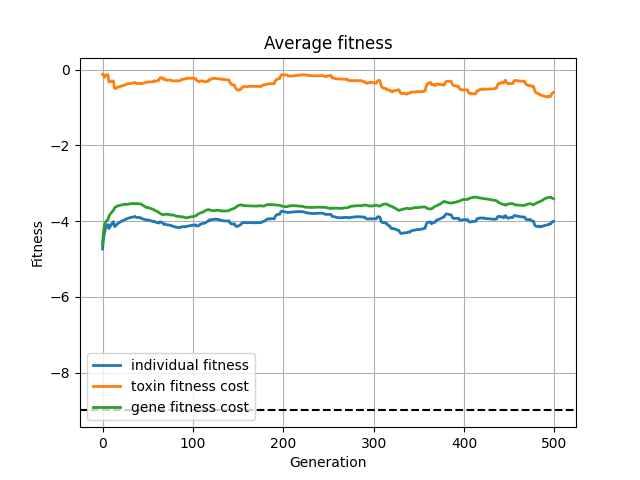 Average fitness
Fitness
0
−2
−4
−6
−8
individual fitness
toxin fitness cost
gene fitness cost
0 100 200 300 400 500
Generation